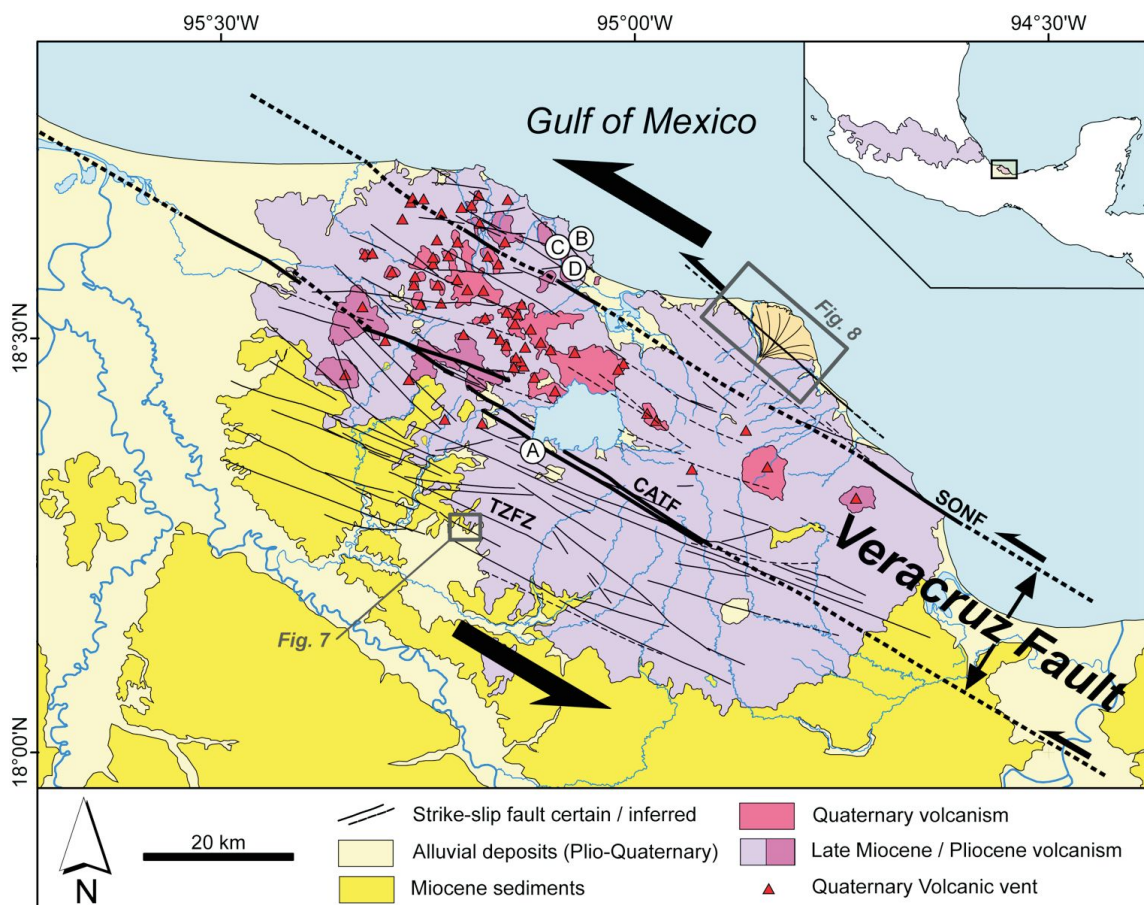 95°30'W
95°00'W
94°30'W
Gulf of Mexico
B
C
D
Fig. 8
18°30'N
A
CATF
TZFZ
SONF
Veracruz Fault
Fig. 7
18°00'N
N
20 km
Strike-slip fault certain / inferred
Alluvial deposits (Plio-Quaternary)
Miocene sediments
Quaternary volcanism
Late Miocene / Pliocene volcanism
Quaternary Volcanic vent